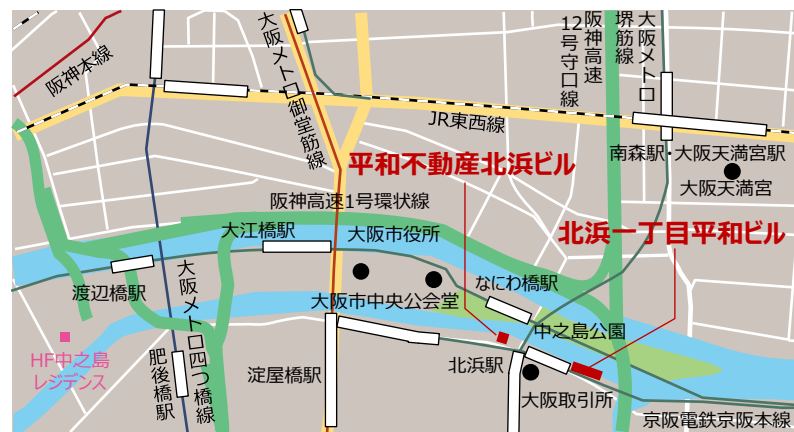 阪神本線
大阪メトロ御堂筋線
阪神高速
12号守口線
大阪メトロ
堺筋線
JR東西線
南森駅・大阪天満宮駅
大阪天満宮
平和不動産北浜ビル
阪神高速1号環状線
北浜一丁目平和ビル
大江橋駅
大阪市役所
渡辺橋駅
大阪メトロ四つ橋線
大阪市中央公会堂
なにわ橋駅
中之島公園
HF中之島
レジデンス
肥後橋駅
淀屋橋駅
北浜駅
大阪取引所
京阪電鉄京阪本線